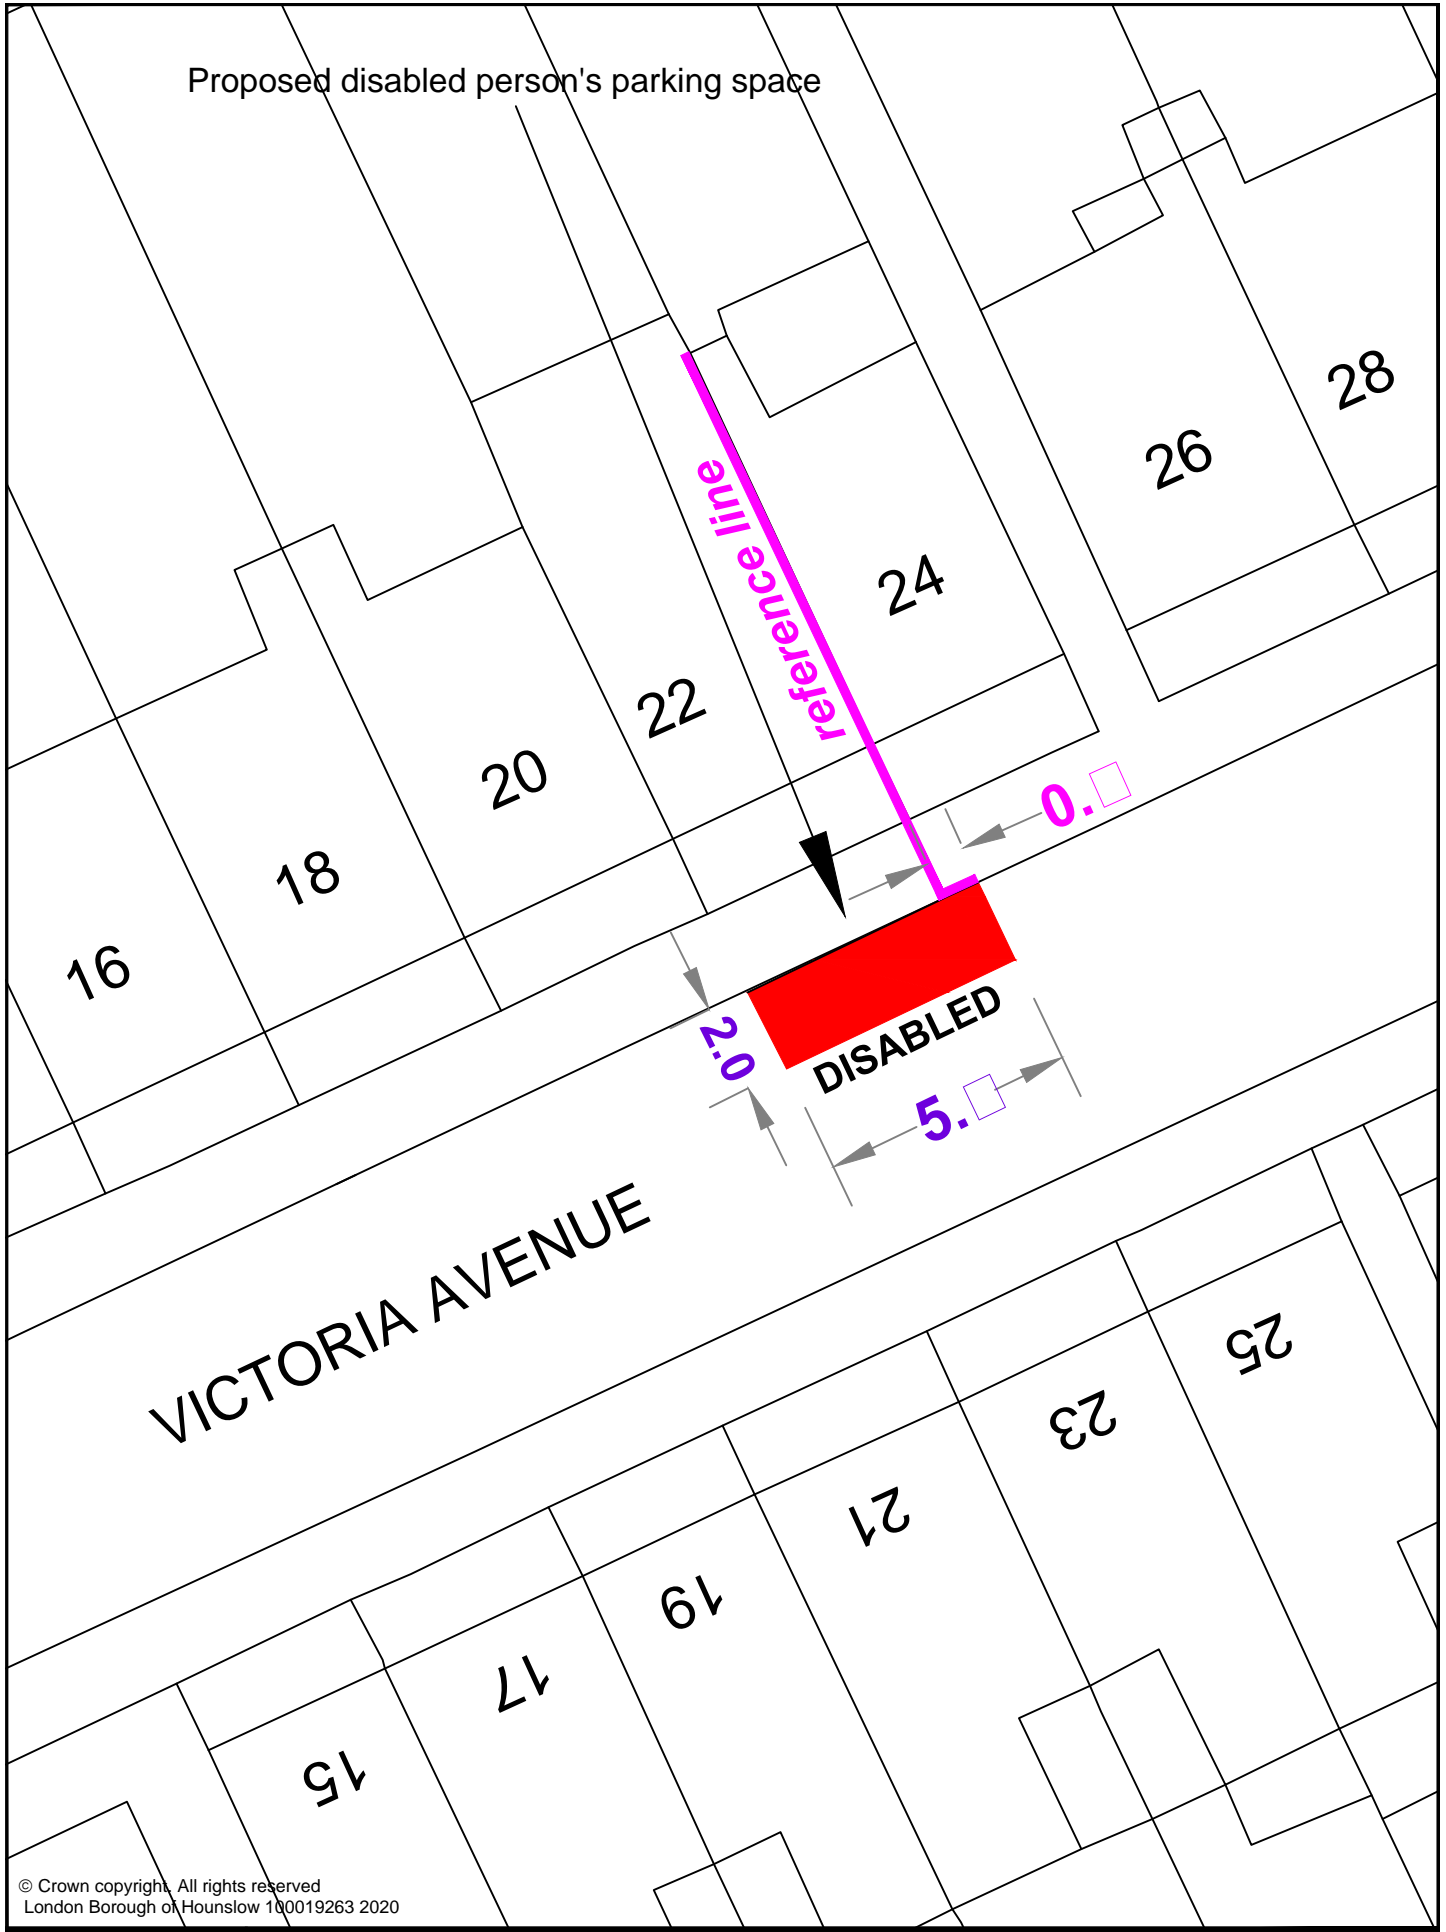 Proposed disabled person's parking space
28
26
reference line
24
22
20
18
16
0.□
2.0
DISABLED
5.□
VICTORIA AVENUE
25
23
21
19
17
15
© Crown copyright. All rights reserved
London Borough of Hounslow 100019263 2020